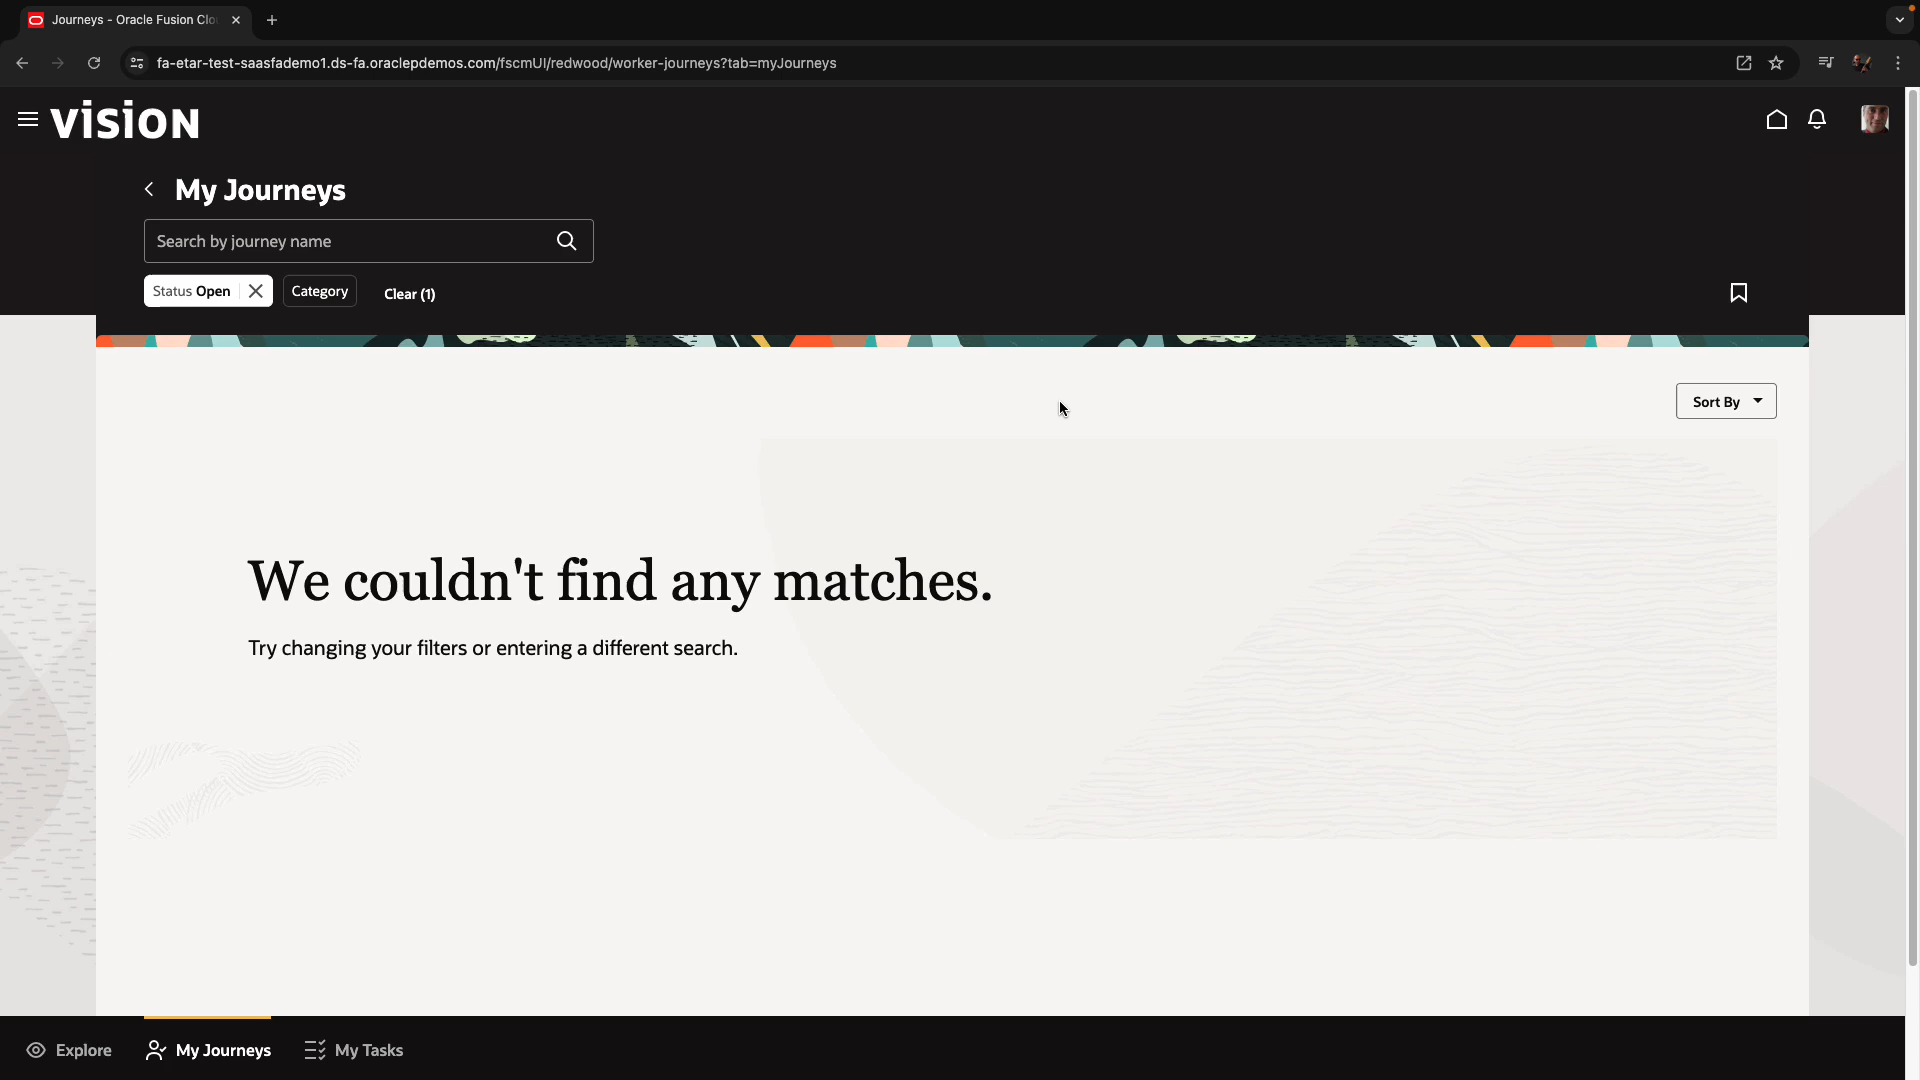 Journeys - Oracle Fusion Clo
fa-etar-test-saasfademo1.ds-fa.oraclepdemos.com/fscmUI/redwood/worker-journeys?tab=myJourneys
vision
My Journeys
Search by journey name
Status Open
Category
Clear (1)
Sort By
We couldn't find any matches.
Try changing your filters or entering a different search.
Explore
My Journeys
My Tasks